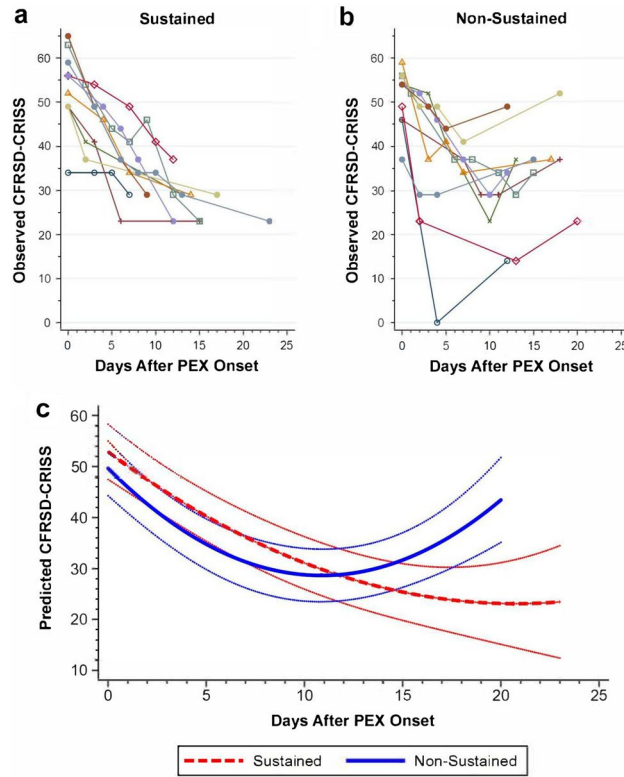 a
Sustained
Observed CFRSD-CRISS
60
50
40
30
20
10
0
0 5 10 15 20 25
Days After PEX Onset
b
Non-Sustained
Observed CFRSD-CRISS
60
50
40
30
20
10
0
0 5 10 15 20 25
Days After PEX Onset
c
Predicted CFRSD-CRISS
60
50
40
30
20
10
0 5 11 15 20 25
Days After PEX Onset
Sustained Non-Sustained